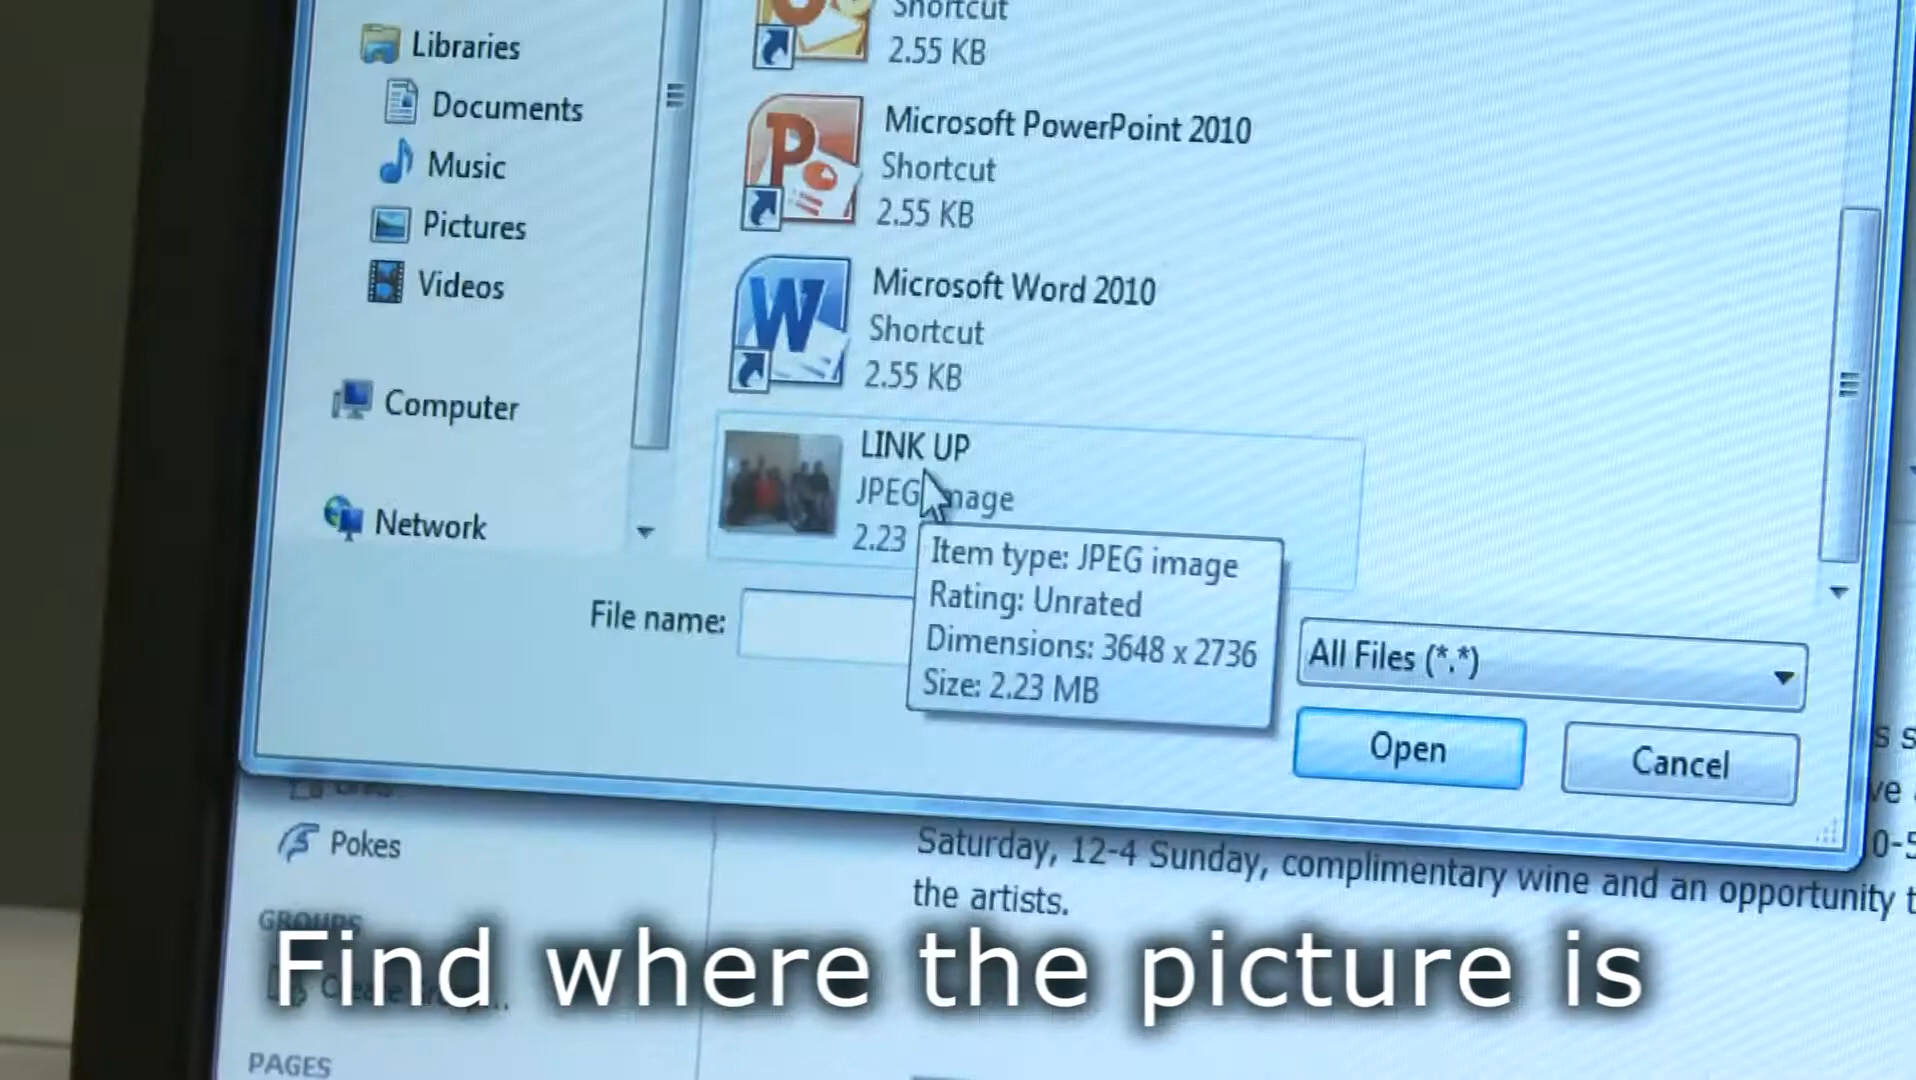 Libraries
Documents
Music
Pictures
Videos
Computer
Network
Shortcut
2.55 KB
Microsoft PowerPoint 2010
Shortcut
2.55 KB
Microsoft Word 2010
Shortcut
2.55 KB
LINK UP
JPEG image
2.23
Item type: JPEG image
Rating: Unrated
Dimensions: 3648 x 2736
Size: 2.23 MB
File name:
All Files (*.*)
Open
Cancel
Pokes
GROUPS
PAGES
Saturday, 12-4 Sunday, complimentary wine and an opportunity
the artists.
Find where the picture is